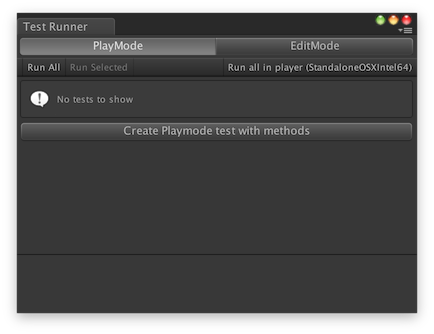 Test Runner
PlayMode EditMode
Run All Run Selected Run all in player (StandaloneOSXIntel64)
No tests to show
Create Playmode test with methods